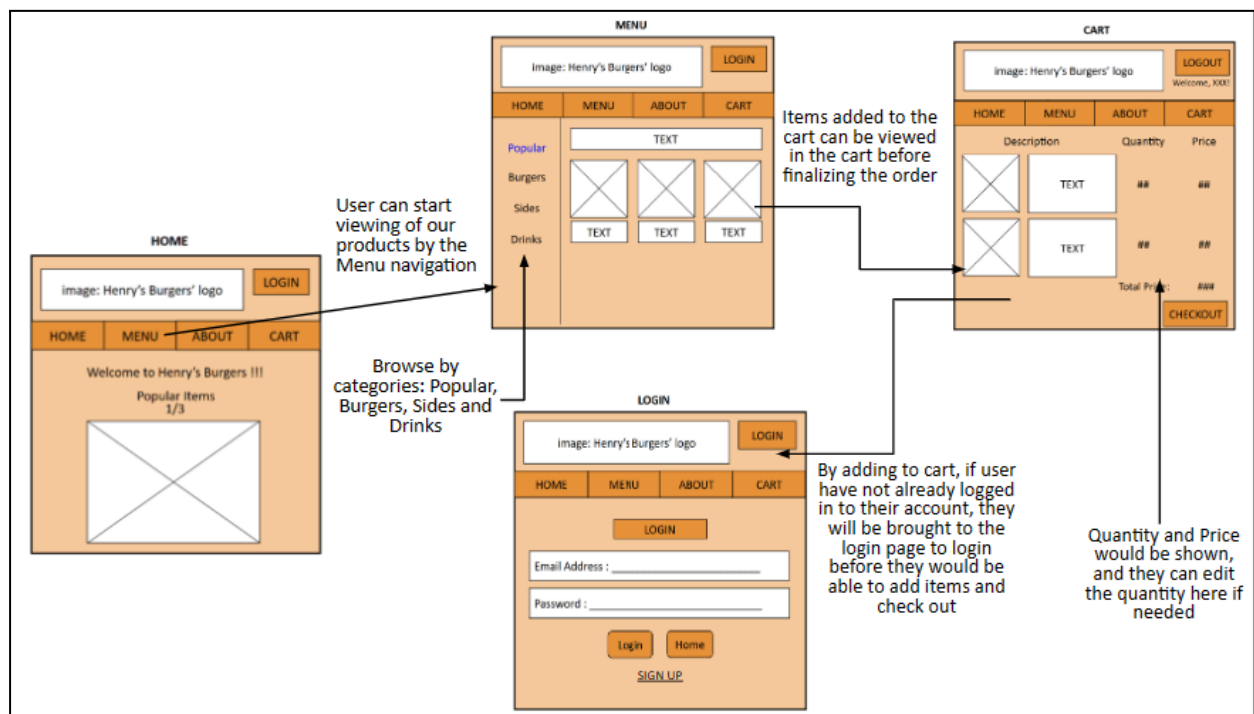 MENU
image: Henry's Burgers' logo
LOGIN
HOME
MENU
ABOUT
CART
Popular
Burgers
Sides
Drinks
TEXT
TEXT
TEXT
TEXT
CART
image: Henry's Burgers' logo
LOGOUT
Welcome, XXX!
HOME
MENU
ABOUT
CART
Description
Quantity
Price
TEXT
##
##
TEXT
##
##
Total Price:
###
CHECKOUT
Items added to the
cart can be viewed
in the cart before
finalizing the order
User can start
viewing of our
products by the
Menu navigation
HOME
image: Henry's Burgers' logo
LOGIN
HOME
MENU
ABOUT
CART
Welcome to Henry's Burgers !!!
Popular Items
1/3
Browse by
categories: Popular,
Burgers, Sides and
Drinks
LOGIN
image: Henry's Burgers' logo
LOGIN
HOME
MENU
ABOUT
CART
LOGIN
Email Address : ______________________
Password : __________________________
Login
Home
SIGN UP
By adding to cart, if user
have not already logged
in to their account, they
will be brought to the
login page to login
before they would be
able to add items and
check out
Quantity and Price
would be shown,
and they can edit
the quantity here if
needed